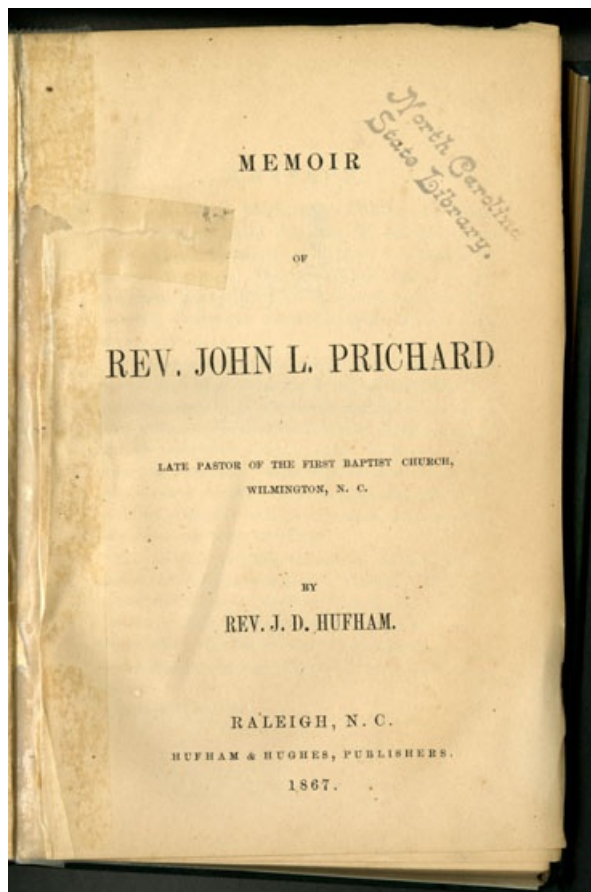 North Carolina
State Library.
MEMOIR
OF
REV. JOHN L. PRICHARD
LATE PASTOR OF THE FIRST BAPTIST CHURCH,
WILMINGTON, N. C.
BY
REV. J. D. HUFHAM.
RALEIGH, N. C.
HUFHAM & HUGHES, PUBLISHERS.
1867.